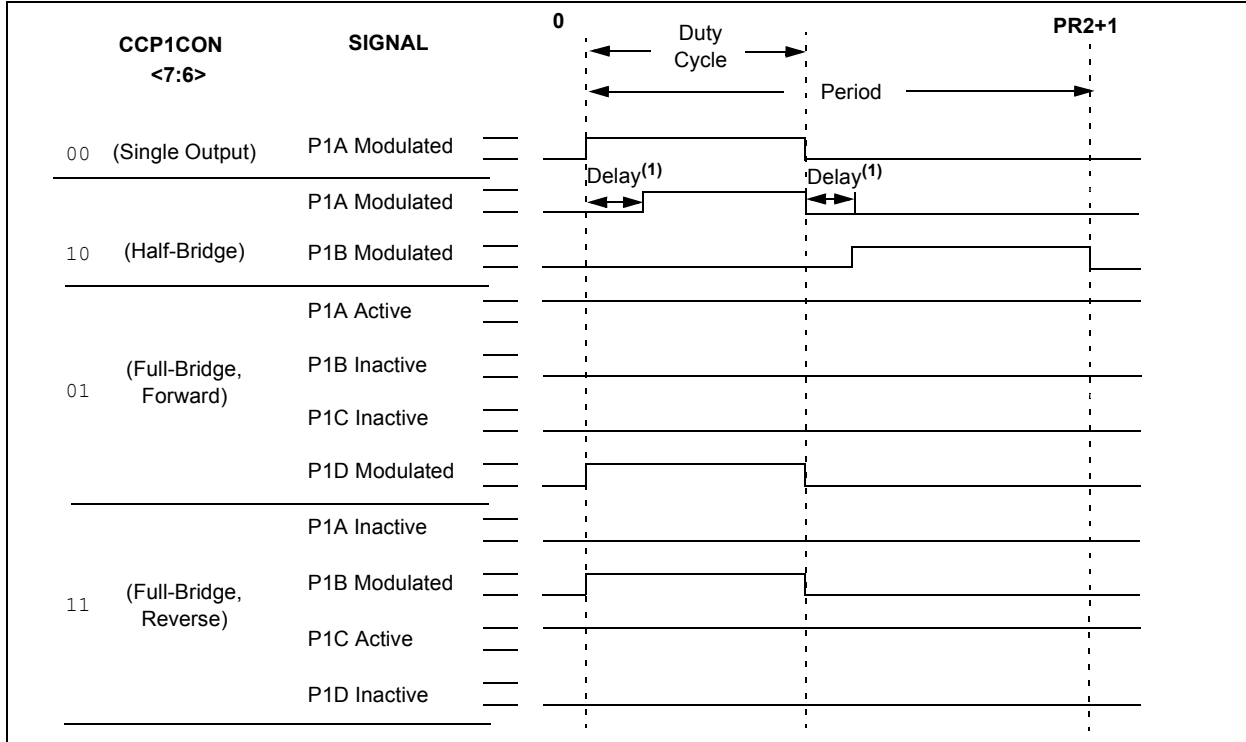 0
PR2+1
CCP1CON
<7:6>
SIGNAL
Duty
Cycle
Period
00
(Single Output)
P1A Modulated
Delay(1)
Delay(1)
P1A Modulated
10
(Half-Bridge)
P1B Modulated
P1A Active
01
(Full-Bridge,
Forward)
P1B Inactive
P1C Inactive
P1D Modulated
P1A Inactive
11
(Full-Bridge,
Reverse)
P1B Modulated
P1C Active
P1D Inactive